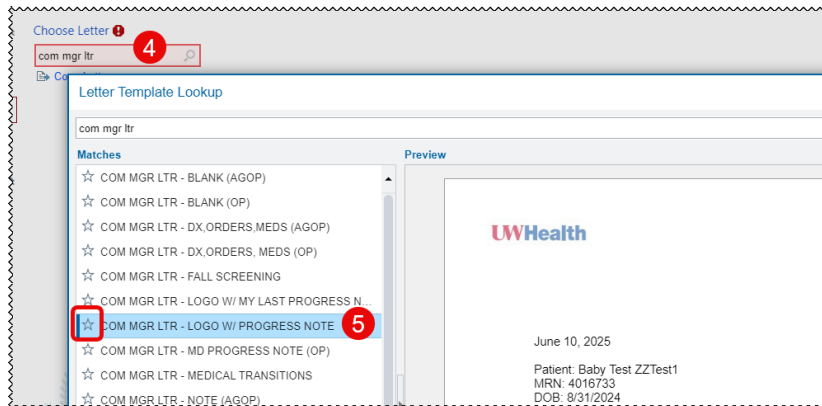 Choose Letter
4
com mgr ltr
Letter Template Lookup
com mgr ltr
Matches
Preview
COM MGR LTR - BLANK (AGOP)
COM MGR LTR - BLANK (OP)
COM MGR LTR - DX,ORDERS,MEDS (AGOP)
COM MGR LTR - DX,ORDERS, MEDS (OP)
COM MGR LTR - FALL SCREENING
COM MGR LTR - LOGO W/ MY LAST PROGRESS N...
COM MGR LTR - LOGO W/ PROGRESS NOTE
5
COM MGR LTR - MD PROGRESS NOTE (OP)
COM MGR LTR - MEDICAL TRANSITIONS
COM MGR LTR - NOTE (AGOP)
UWHealth
June 10, 2025
Patient: Baby Test ZZTest1
MRN: 4016733
DOB: 8/31/2024